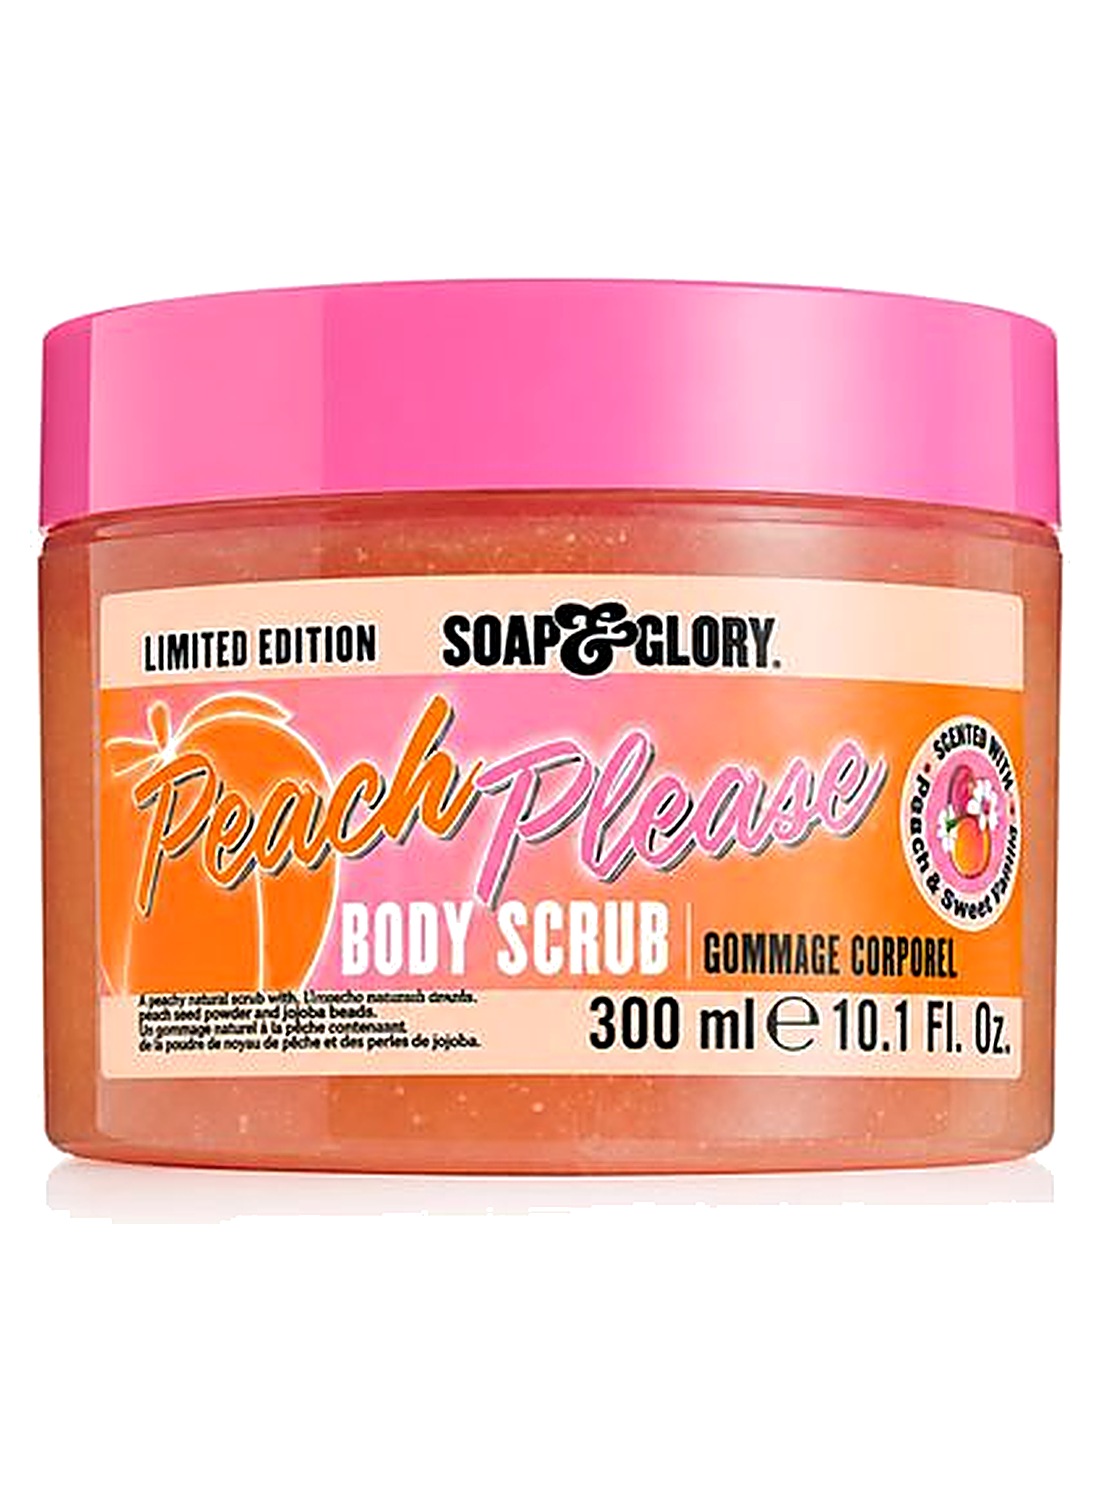 LIMITED EDITION
SOAP&GLORY.
Peach Please
BODY SCRUB
GOMMAGE CORPOREL
SCENTED WITH
Peach & Sweet Vanilla
A peachy natural scrub with
peach seed powder and jojoba beads.
Un gommage naturel à la pêche contenant
de la poudre de noyau de pêche et des perles de jojoba.
300 ml ℮ 10.1 Fl. Oz.